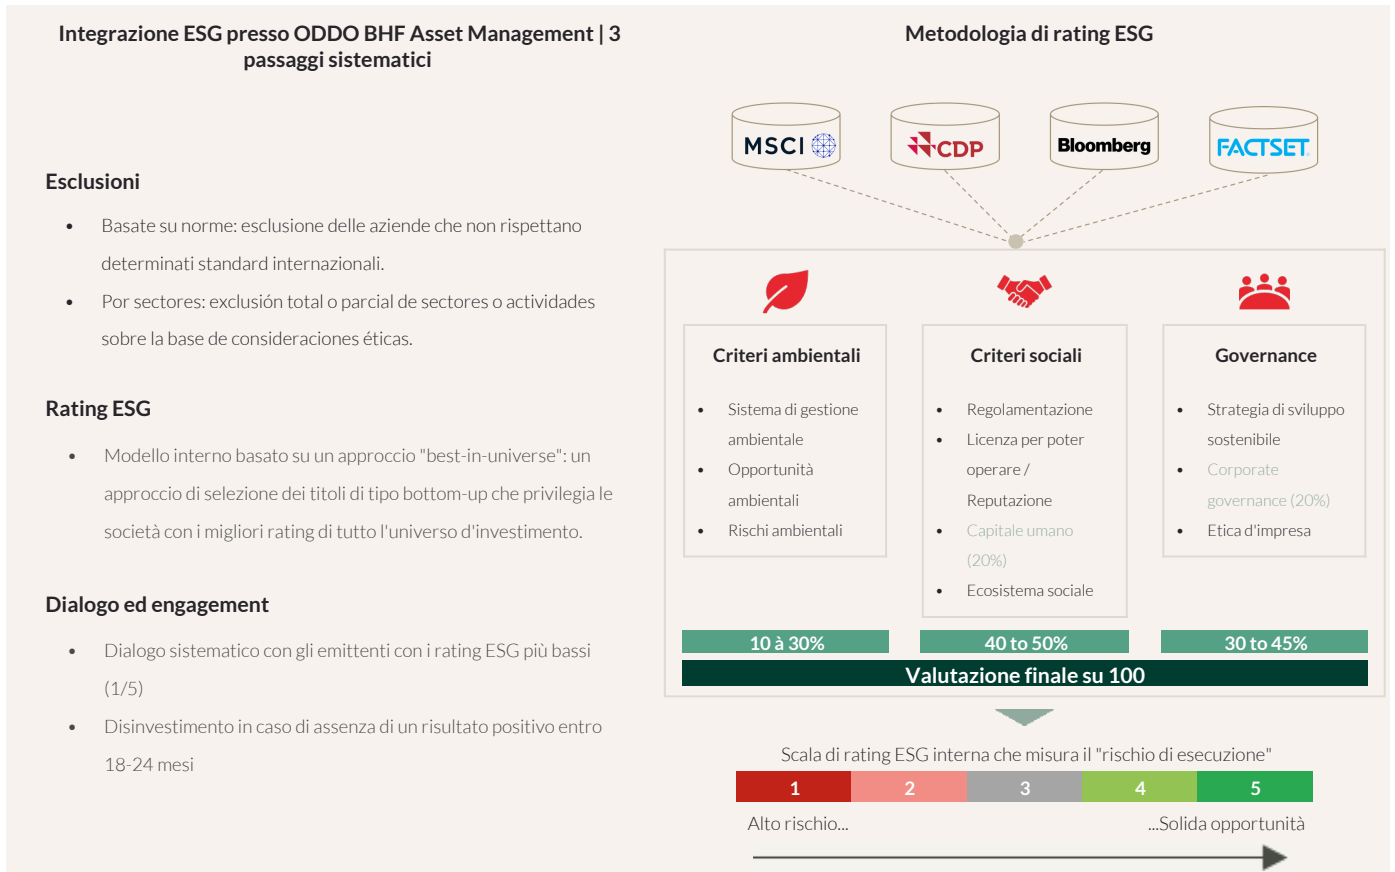 Integrazione ESG presso ODDO BHF Asset Management | 3
passaggi sistematici
Esclusioni
• Basate su norme: esclusione delle aziende che non rispettano
determinati standard internazionali.
• Por sectores: exclusión total o parcial de sectores o actividades
sobre la base de consideraciones éticas.
Rating ESG
• Modello interno basato su un approccio "best-in-universe": un
approccio di selezione dei titoli di tipo bottom-up che privilegia le
società con i migliori rating di tutto l'universo d'investimento.
Dialogo ed engagement
• Dialogo sistematico con gli emittenti con i rating ESG più bassi
(1/5)
• Disinvestimento in caso di assenza di un risultato positivo entro
18-24 mesi
Metodologia di rating ESG
MSCI
CDP
Bloomberg
FACTSET
Criteri ambientali
• Sistema di gestione
ambientale
• Opportunità
ambientali
• Rischi ambientali
10 à 30%
Criteri sociali
• Regolamentazione
• Licenza per poter
operare /
Reputazione
• Capitale umano
(20%)
• Ecosistema sociale
40 to 50%
Governance
• Strategia di sviluppo
sostenibile
• Corporate
governance (20%)
• Etica d'impresa
30 to 45%
Valutazione finale su 100
Scala di rating ESG interna che misura il "rischio di esecuzione"
1 2 3 4 5
Alto rischio... ...Solida opportunità